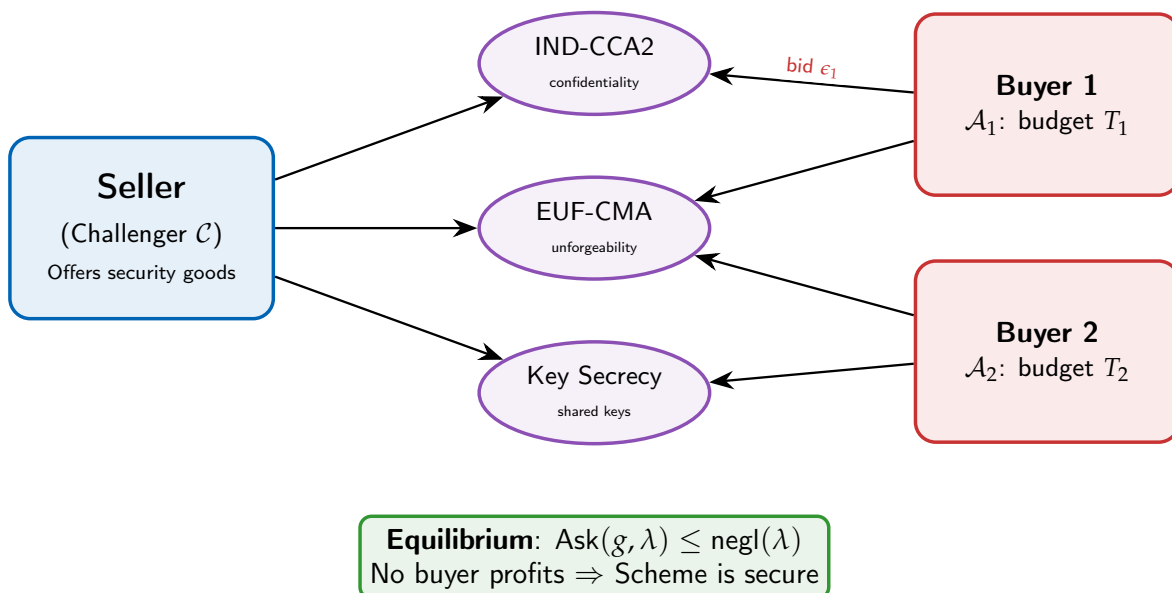 Seller
(Challenger 𝒞)
Offers security goods
IND-CCA2
confidentiality
EUF-CMA
unforgeability
Key Secrecy
shared keys
bid ϵ₁
Buyer 1
𝒜₁: budget T₁
Buyer 2
𝒜₂: budget T₂
Equilibrium: Ask(g, λ) ≤ negl(λ)
No buyer profits ⇒ Scheme is secure